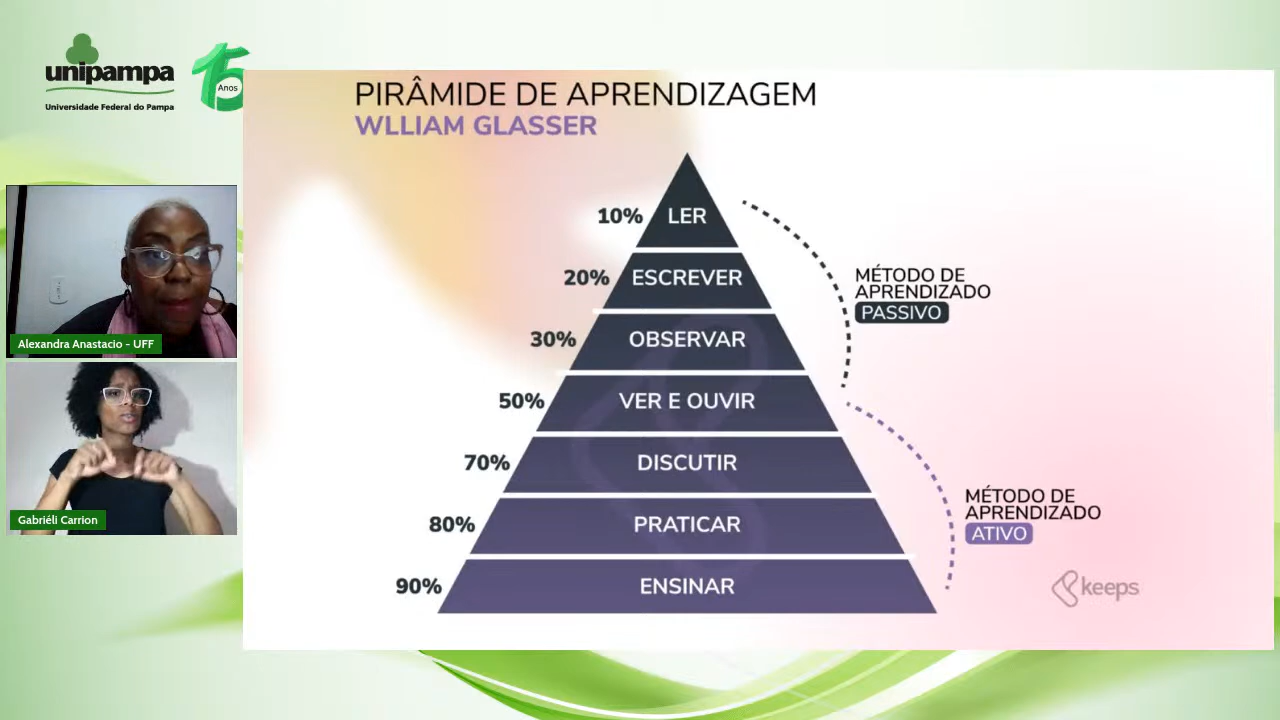 unipampa
Universidade Federal do Pampa
15
Anos
PIRÂMIDE DE APRENDIZAGEM
WLLIAM GLASSER
10% LER
20% ESCREVER
30% OBSERVAR
50% VER E OUVIR
70% DISCUTIR
80% PRATICAR
90% ENSINAR
MÉTODO DE
APRENDIZADO
PASSIVO
MÉTODO DE
APRENDIZADO
ATIVO
keeps
Alexandra Anastacio - UFF
Gabriéli Carrion